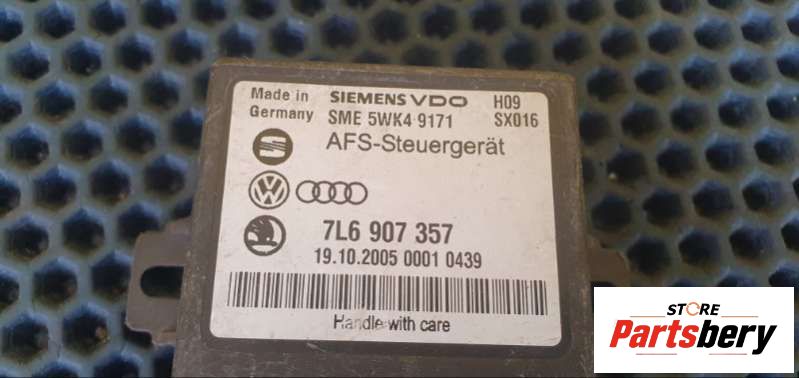 Made in
Germany
SIEMENS VDO
SME 5WK4 9171
H09
SX016
AFS-Steuergerät
7L6 907 357
19.10.2005 0001 0439
Handle with care
STORE
Partsbery